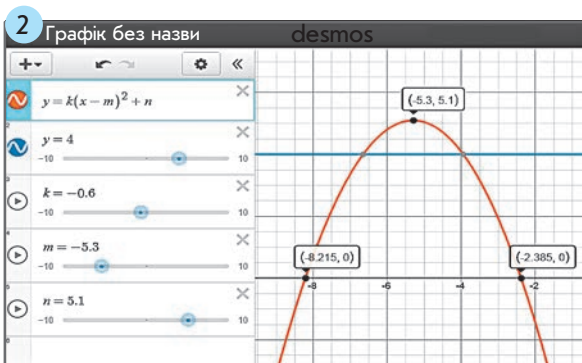 2 Графік без назви desmos
y = k(x − m)² + n
y = 4
-10 10
k = −0.6
-10 10
m = −5.3
-10 10
n = 5.1
-10 10
(-5.3, 5.1)
(-8.215, 0) (-2.385, 0)
-8 -6 -4 -2